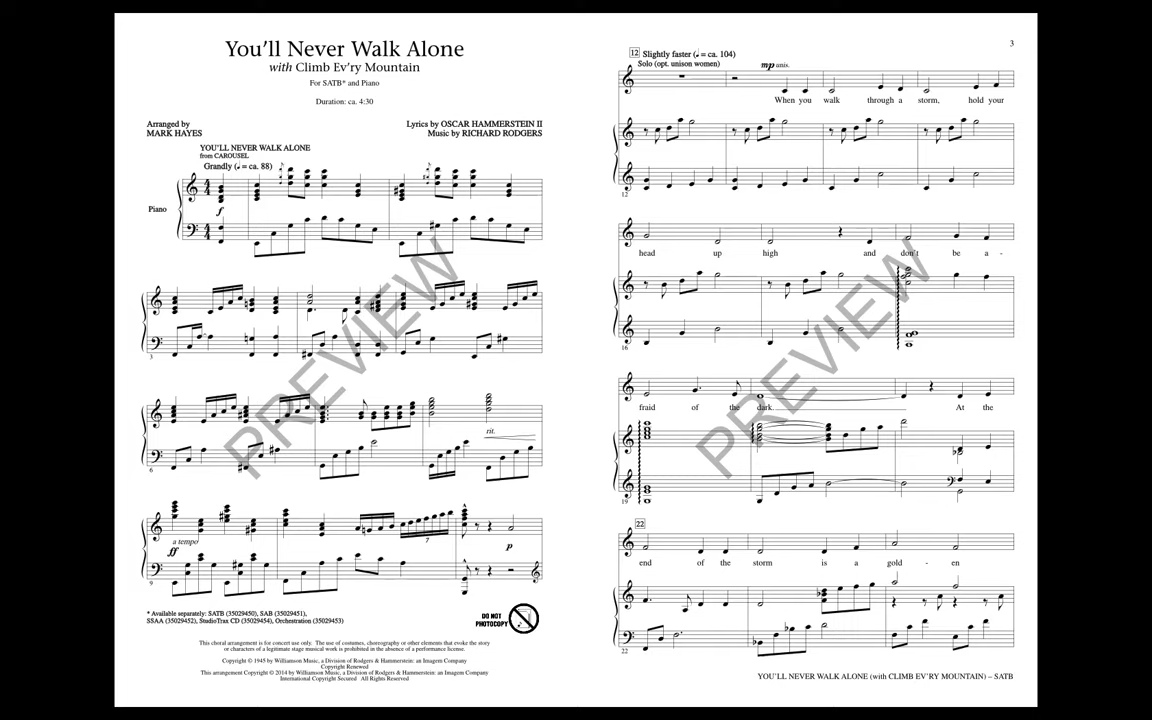 You'll Never Walk Alone
with Climb Ev'ry Mountain
For SATB* and Piano
Duration: ca. 4:30
Arranged by
MARK HAYES
Lyrics by OSCAR HAMMERSTEIN II
Music by RICHARD RODGERS
YOU'LL NEVER WALK ALONE
from CAROUSEL
Grandly (♩ = ca. 88)
Piano
f
3
6
rit.
a tempo
ff
7
p
9
* Available separately: SATB (35029450), SAB (35029451),
SSAA (35029452), StudioTrax CD (35029454), Orchestration (35029453)
DO NOT
PHOTOCOPY
This choral arrangement is for concert use only. The use of costumes, choreography or other elements that evoke the story
or characters of a legitimate stage musical work is prohibited in the absence of a performance license.
Copyright © 1945 by Williamson Music, a Division of Rodgers & Hammerstein: an Imagem Company
Copyright Renewed
This arrangement Copyright © 2014 by Williamson Music, a Division of Rodgers & Hammerstein: an Imagem Company
International Copyright Secured All Rights Reserved
PREVIEW
3
12 Slightly faster (♩ = ca. 104)
Solo (opt. unison women)
mp unis.
When you walk through a storm, hold your
12
head up high and don't be a -
16
fraid of the dark. At the
19
22
end of the storm is a gold - en
22
PREVIEW
YOU'LL NEVER WALK ALONE (with CLIMB EV'RY MOUNTAIN) – SATB